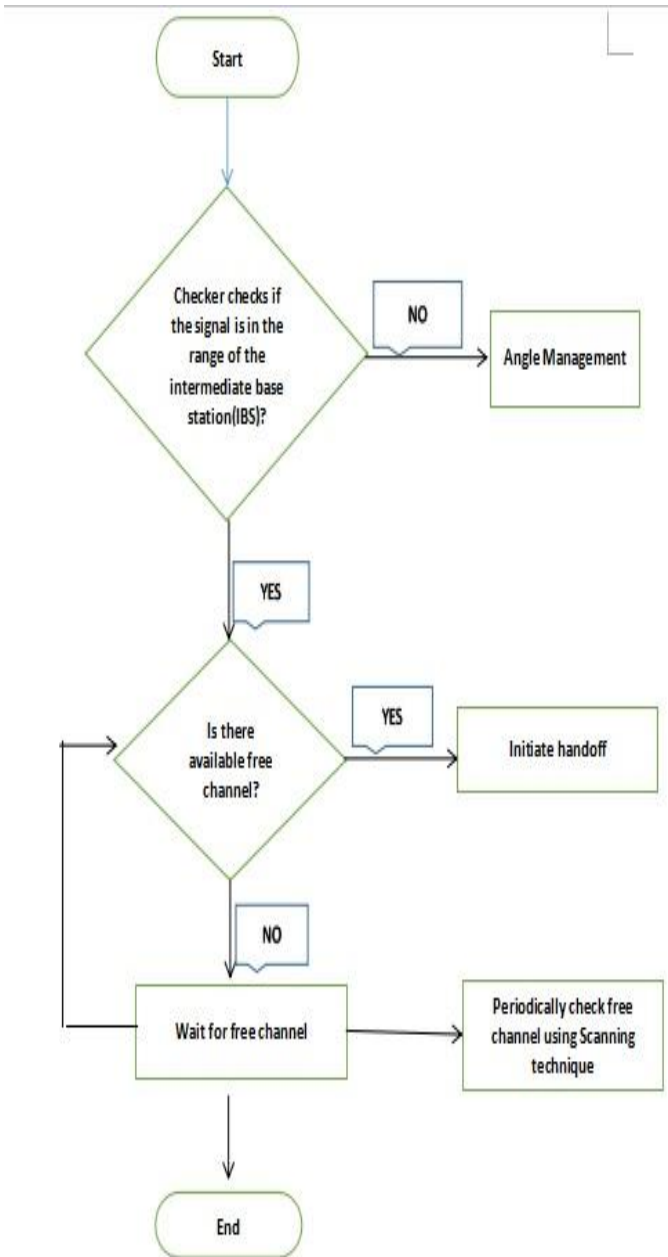 Start
Checker checks if
the signal is in the
range of the
intermediate base
station(IBS)?
NO
Angle Management
YES
Is there
available free
channel?
YES
Initiate handoff
NO
Wait for free channel
Periodically check free
channel using Scanning
technique
End